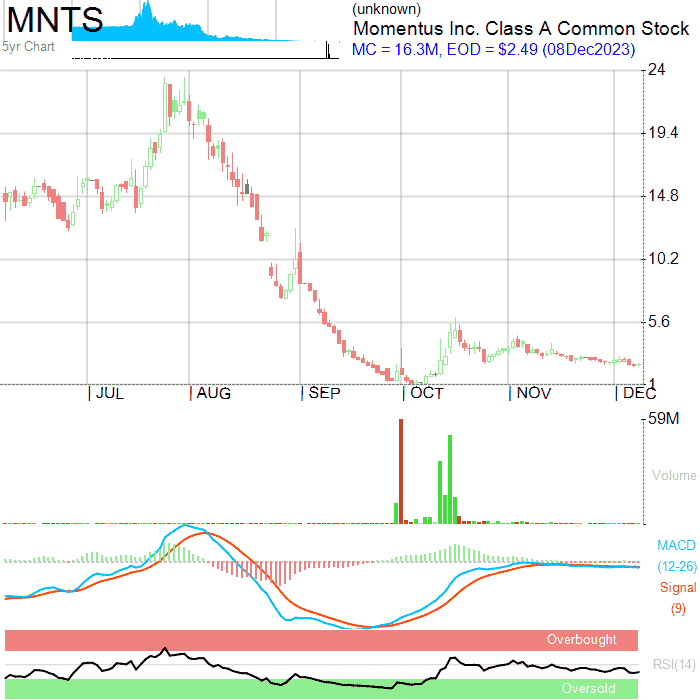 MNTS
5yr Chart
(unknown)
Momentus Inc. Class A Common Stock
MC = 16.3M, EOD = $2.49 (08Dec2023)
24
19.4
14.8
10.2
5.6
1
JUL AUG SEP OCT NOV DEC
59M
Volume
MACD
(12-26)
Signal
(9)
Overbought
RSI(14)
Oversold